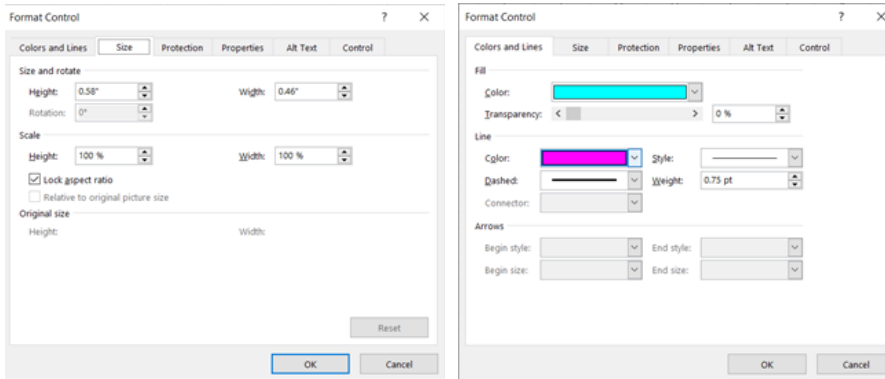 Format Control ? ×
Colors and Lines Size Protection Properties Alt Text Control
Size and rotate
Height: 0.58" Width: 0.46"
Rotation: 0°
Scale
Height: 100 % Width: 100 %
Lock aspect ratio
Relative to original picture size
Original size
Height: Width:
Reset
OK Cancel
Format Control ? ×
Colors and Lines Size Protection Properties Alt Text Control
Fill
Color:
Transparency: < > 0 %
Line
Color: Style:
Dashed: Weight: 0.75 pt
Connector:
Arrows
Begin style: End style:
Begin size: End size:
OK Cancel